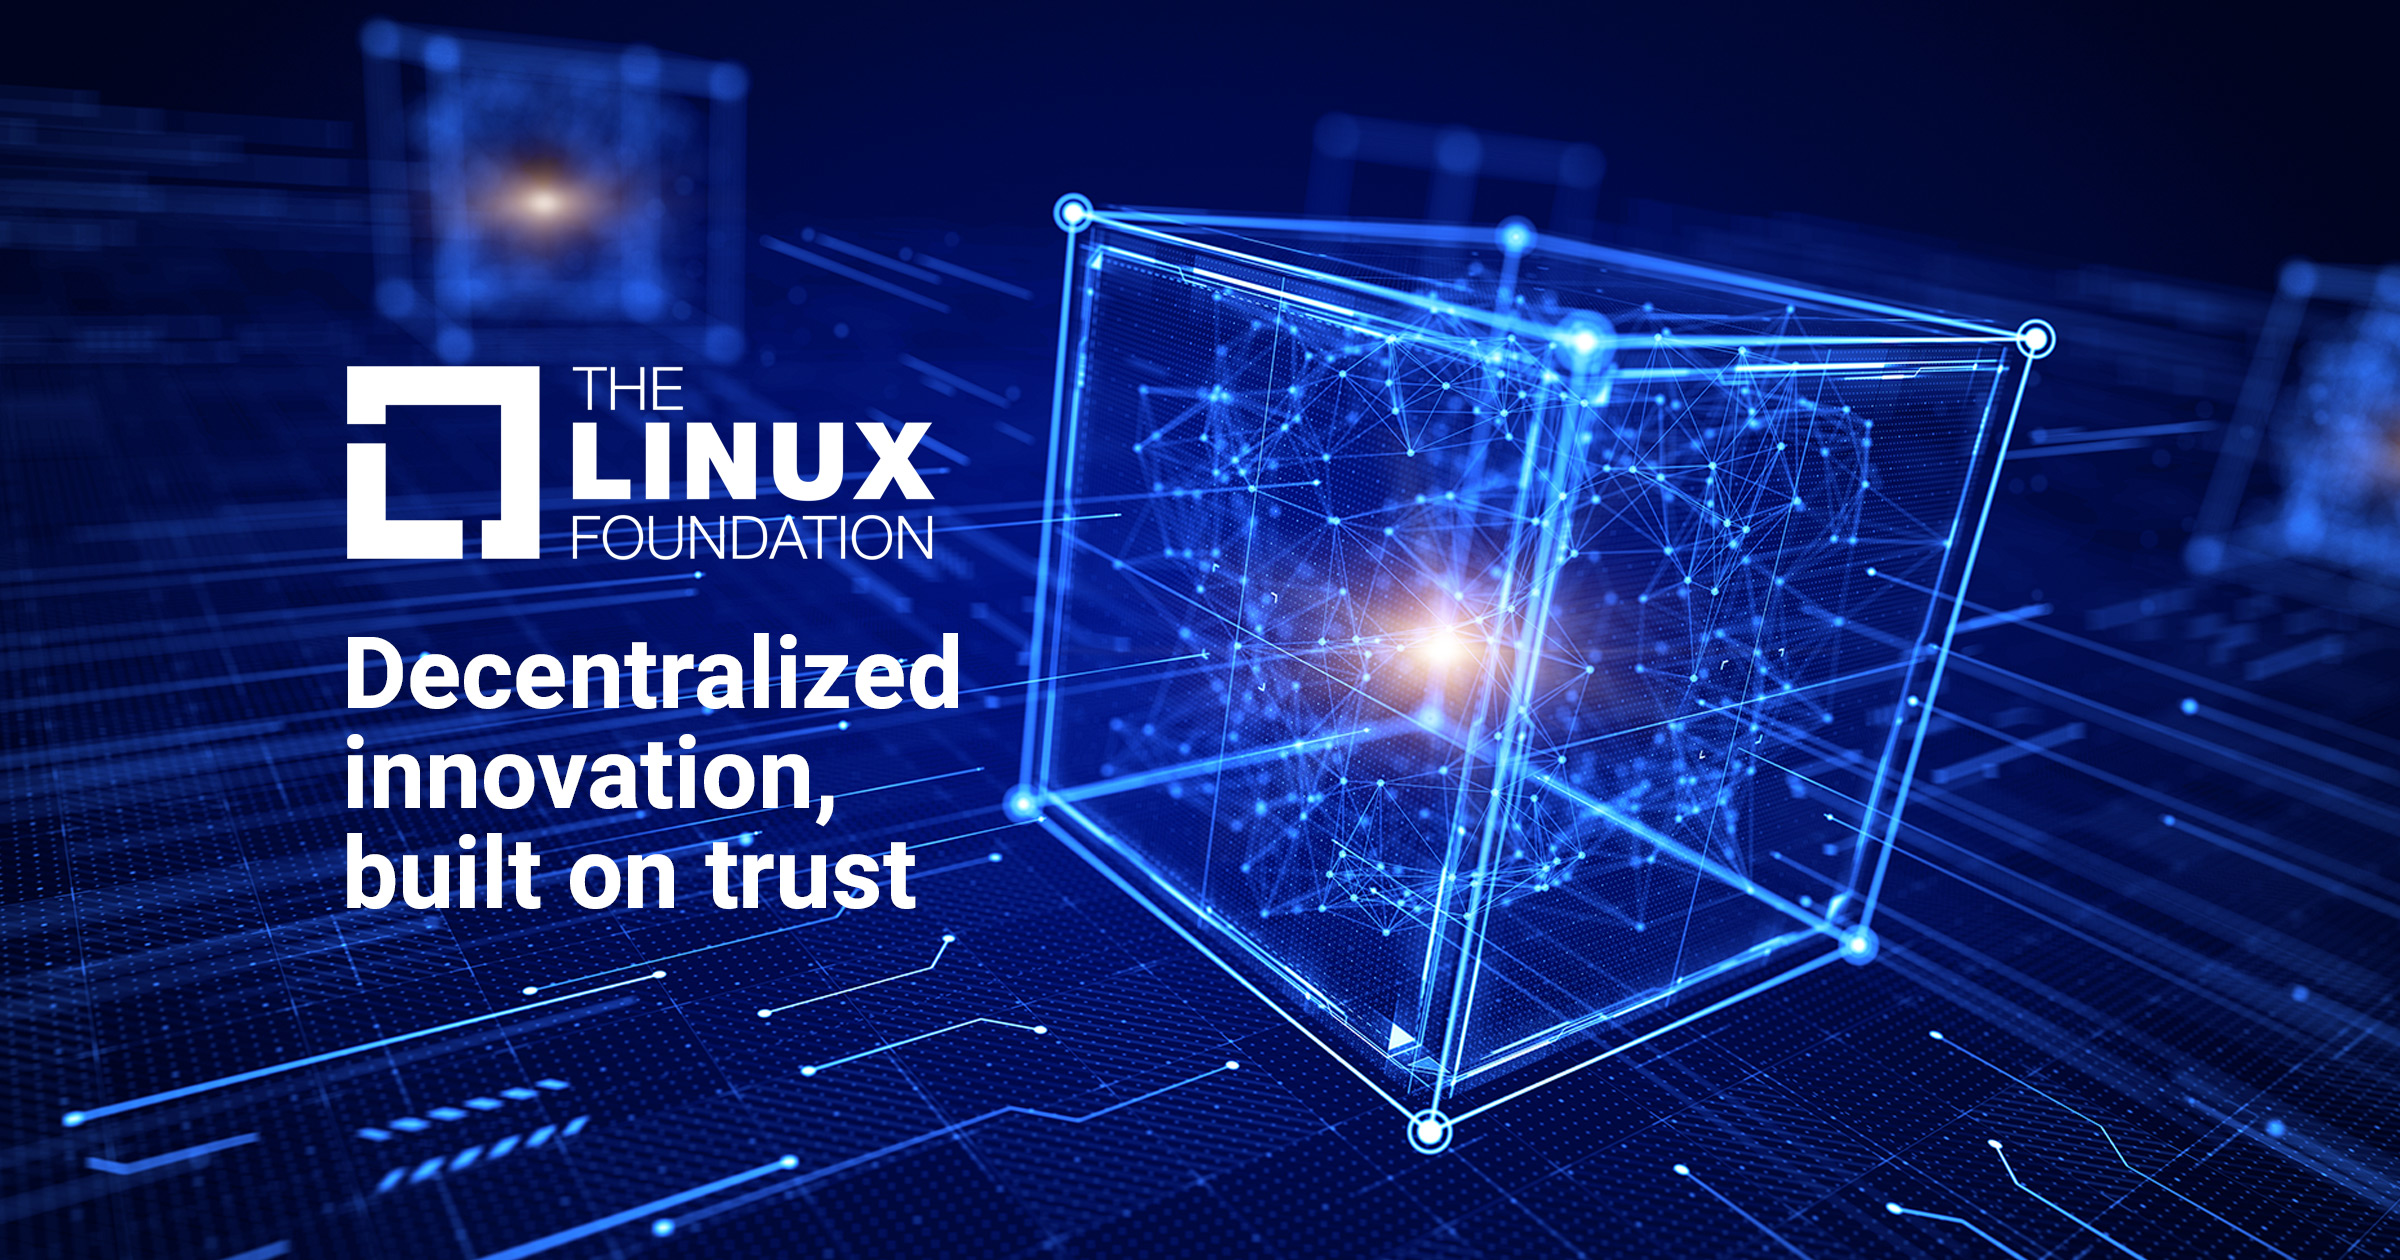 THE
LINUX
FOUNDATION
Decentralized
innovation,
built on trust